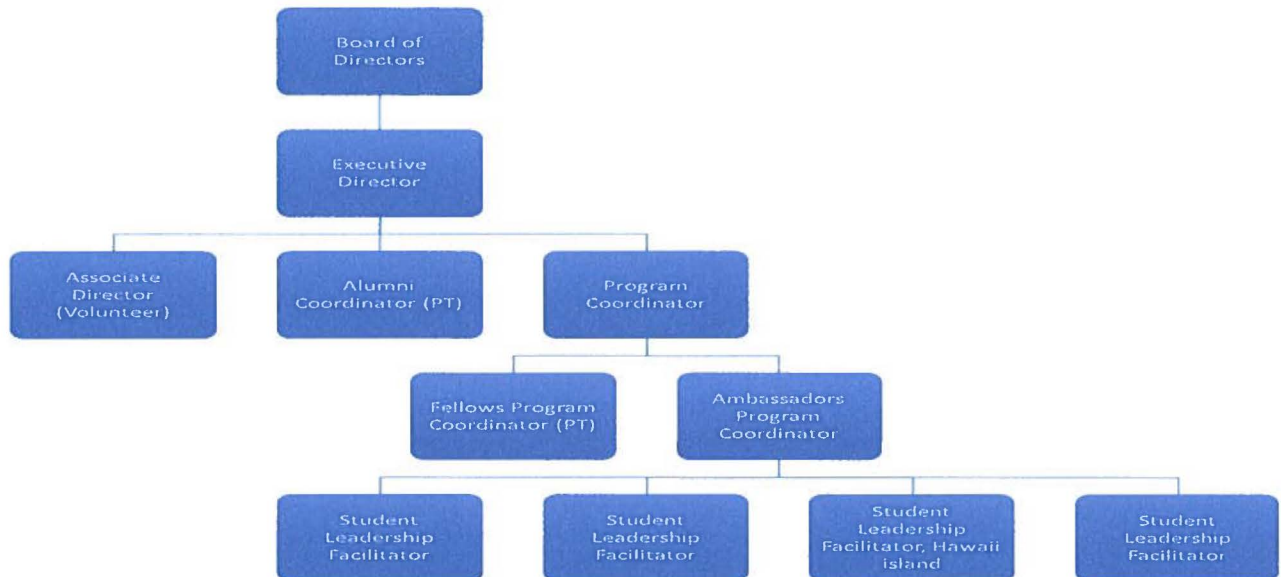 Board of
Directors
Executive
Director
Associate
Director
(Volunteer)
Alumni
Coordinator (PT)
Program
Coordinator
Fellows Program
Coordinator (PT)
Ambassadors
Program
Coordinator
Student
Leadership
Facilitator
Student
Leadership
Facilitator
Student
Leadership
Facilitator, Hawaii
island
Student
Leadership
Facilitator